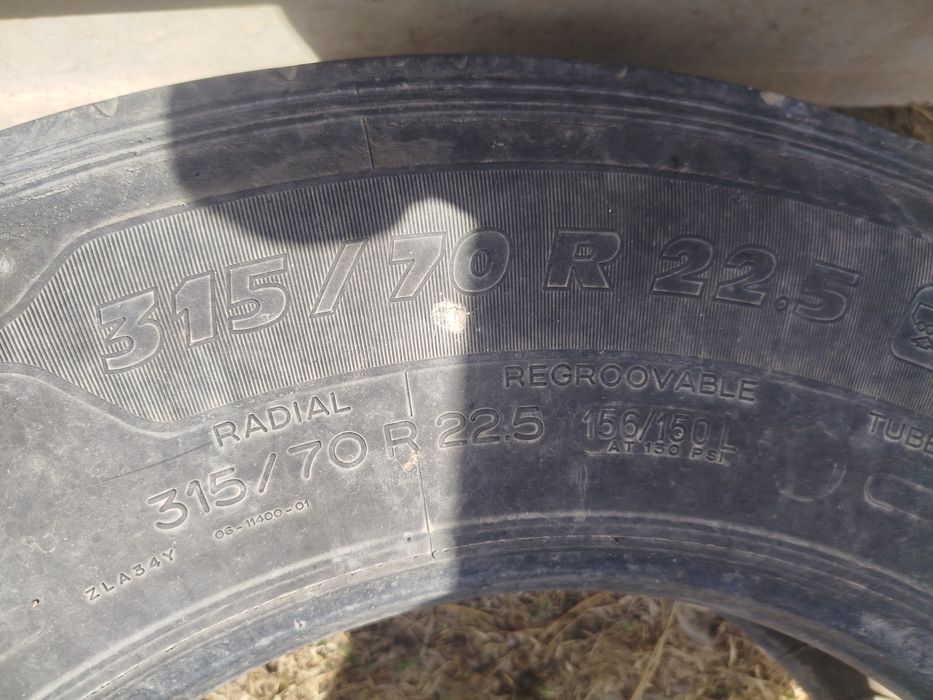 315/70 R 22.5
RADIAL
REGROOVABLE
315/70 R 22.5
156/150 L
AT 150 PSI
TUBE
06-11400-01
ZLA34Y